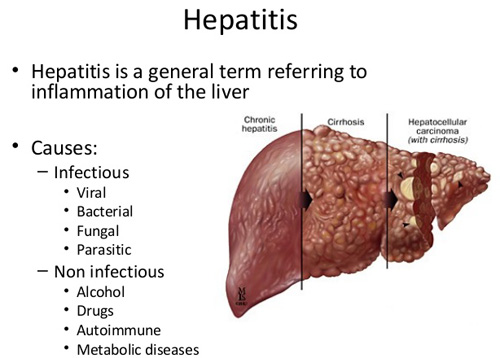 Hepatitis
• Hepatitis is a general term referring to
inflammation of the liver
• Causes:
– Infectious
• Viral
• Bacterial
• Fungal
• Parasitic
– Non infectious
• Alcohol
• Drugs
• Autoimmune
• Metabolic diseases
Chronic
hepatitis
Cirrhosis
Hepatocellular
carcinoma
(with cirrhosis)